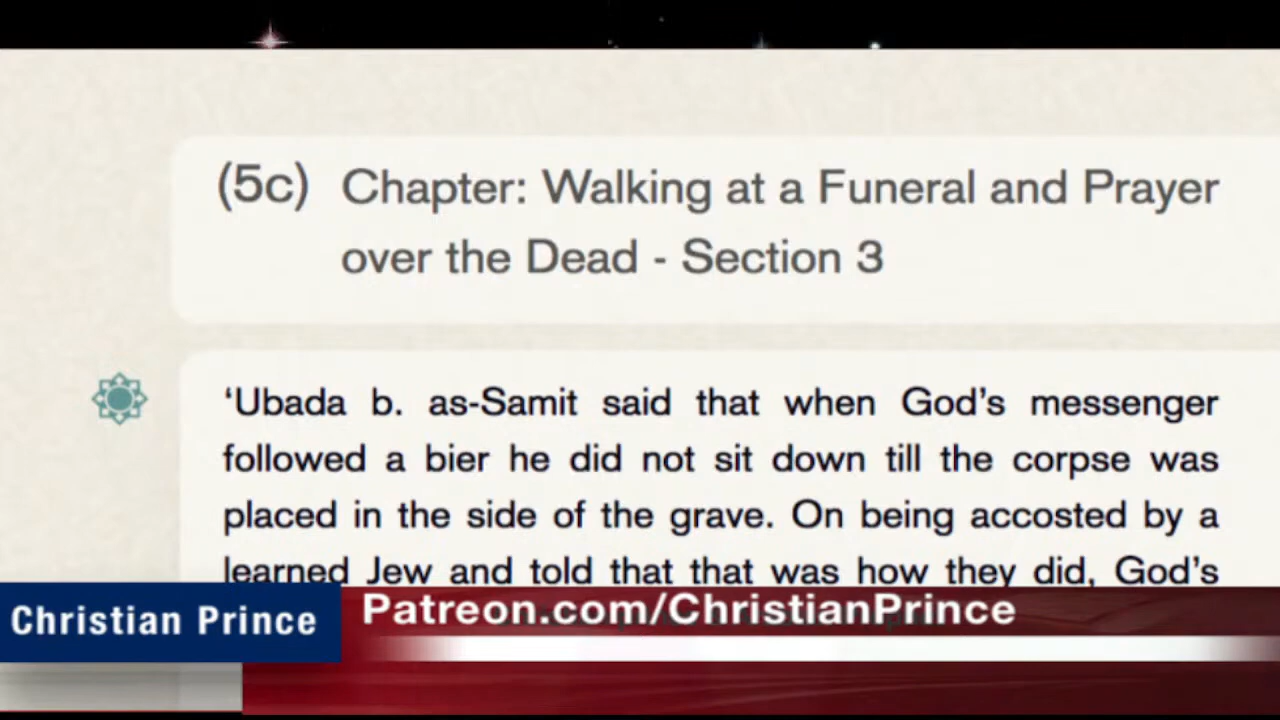 (5c) Chapter: Walking at a Funeral and Prayer
over the Dead - Section 3
‘Ubada b. as-Samit said that when God’s messenger
followed a bier he did not sit down till the corpse was
placed in the side of the grave. On being accosted by a
learned Jew and told that that was how they did, God’s
Christian Prince
Patreon.com/ChristianPrince